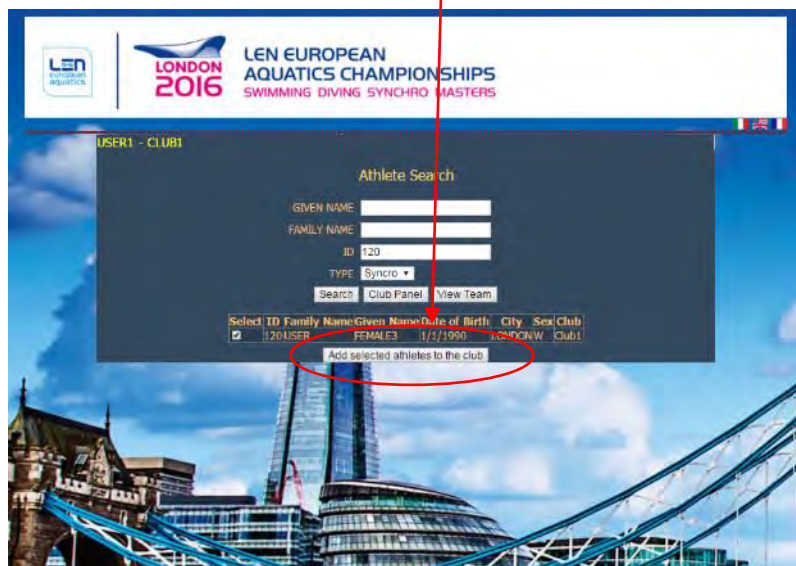 LEN
european
aquatics
LONDON
2016
LEN EUROPEAN
AQUATICS CHAMPIONSHIPS
SWIMMING DIVING SYNCHRO MASTERS
USER1 - CLUB1
Athlete Search
GIVEN NAME
FAMILY NAME
ID 120
TYPE Syncro
Search Club Panel View Team
Select ID Family Name Given Name Date of Birth City Sex Club
120 USER FEMALE3 1/1/1990 LONDON W Club1
Add selected athletes to the club